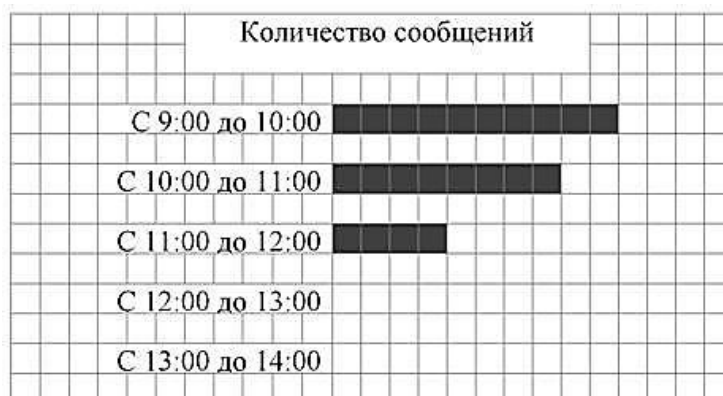 Количество сообщений
С 9:00 до 10:00
С 10:00 до 11:00
С 11:00 до 12:00
С 12:00 до 13:00
С 13:00 до 14:00